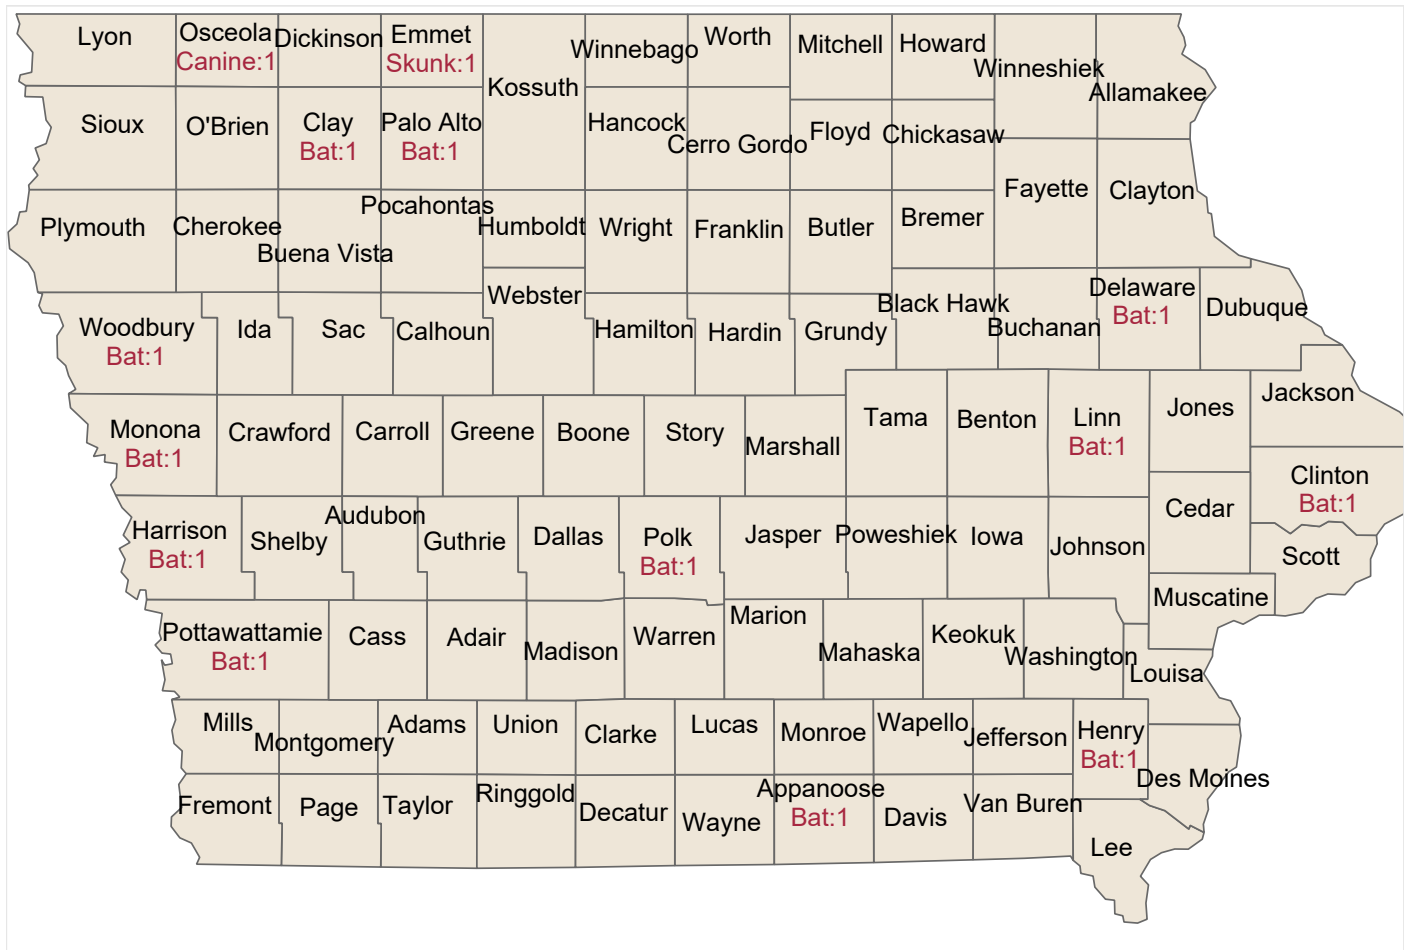 Lyon
Osceola
Canine:1
Dickinson
Emmet
Skunk:1
Kossuth
Winnebago
Worth
Mitchell
Howard
Winneshiek
Allamakee
Sioux
O'Brien
Clay
Bat:1
Palo Alto
Bat:1
Hancock
Cerro Gordo
Floyd
Chickasaw
Fayette
Clayton
Plymouth
Cherokee
Buena Vista
Pocahontas
Humboldt
Wright
Franklin
Butler
Bremer
Woodbury
Bat:1
Ida
Sac
Calhoun
Webster
Hamilton
Hardin
Grundy
Black Hawk
Buchanan
Delaware
Bat:1
Dubuque
Monona
Bat:1
Crawford
Carroll
Greene
Boone
Story
Marshall
Tama
Benton
Linn
Bat:1
Jones
Jackson
Clinton
Bat:1
Cedar
Harrison
Bat:1
Shelby
Audubon
Guthrie
Dallas
Polk
Bat:1
Jasper
Poweshiek
Iowa
Johnson
Scott
Muscatine
Pottawattamie
Bat:1
Cass
Adair
Madison
Warren
Marion
Mahaska
Keokuk
Washington
Louisa
Mills
Montgomery
Adams
Union
Clarke
Lucas
Monroe
Wapello
Jefferson
Henry
Bat:1
Des Moines
Fremont
Page
Taylor
Ringgold
Decatur
Wayne
Appanoose
Bat:1
Davis
Van Buren
Lee